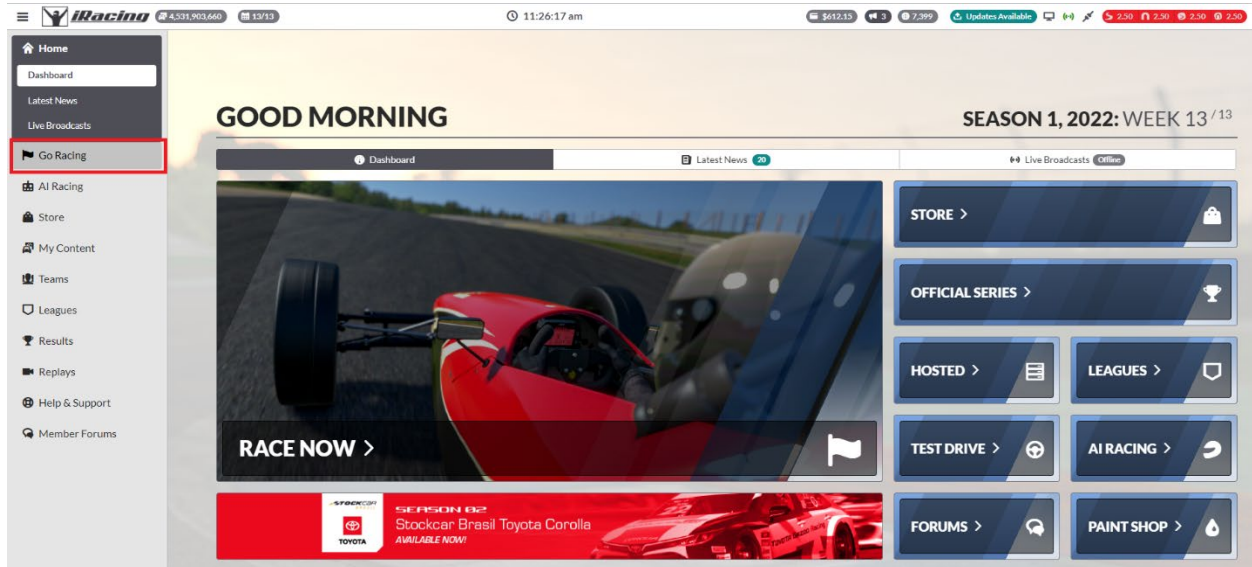 iRacing 4,531,903,660 13/13 11:26:17 am $612.15 3 7,399 Updates Available 2.50 2.50 2.50 2.50
Home
Dashboard
Latest News
Live Broadcasts
Go Racing
AI Racing
Store
My Content
Teams
Leagues
Results
Replays
Help & Support
Member Forums
GOOD MORNING
SEASON 1, 2022: WEEK 13 /13
Dashboard
Latest News 20
Live Broadcasts Offline
RACE NOW >
STORE >
OFFICIAL SERIES >
HOSTED >
LEAGUES >
TEST DRIVE >
AI RACING >
FORUMS >
PAINT SHOP >
STOCKCAR
TOYOTA
SEASON 02
Stockcar Brasil Toyota Corolla
AVAILABLE NOW!